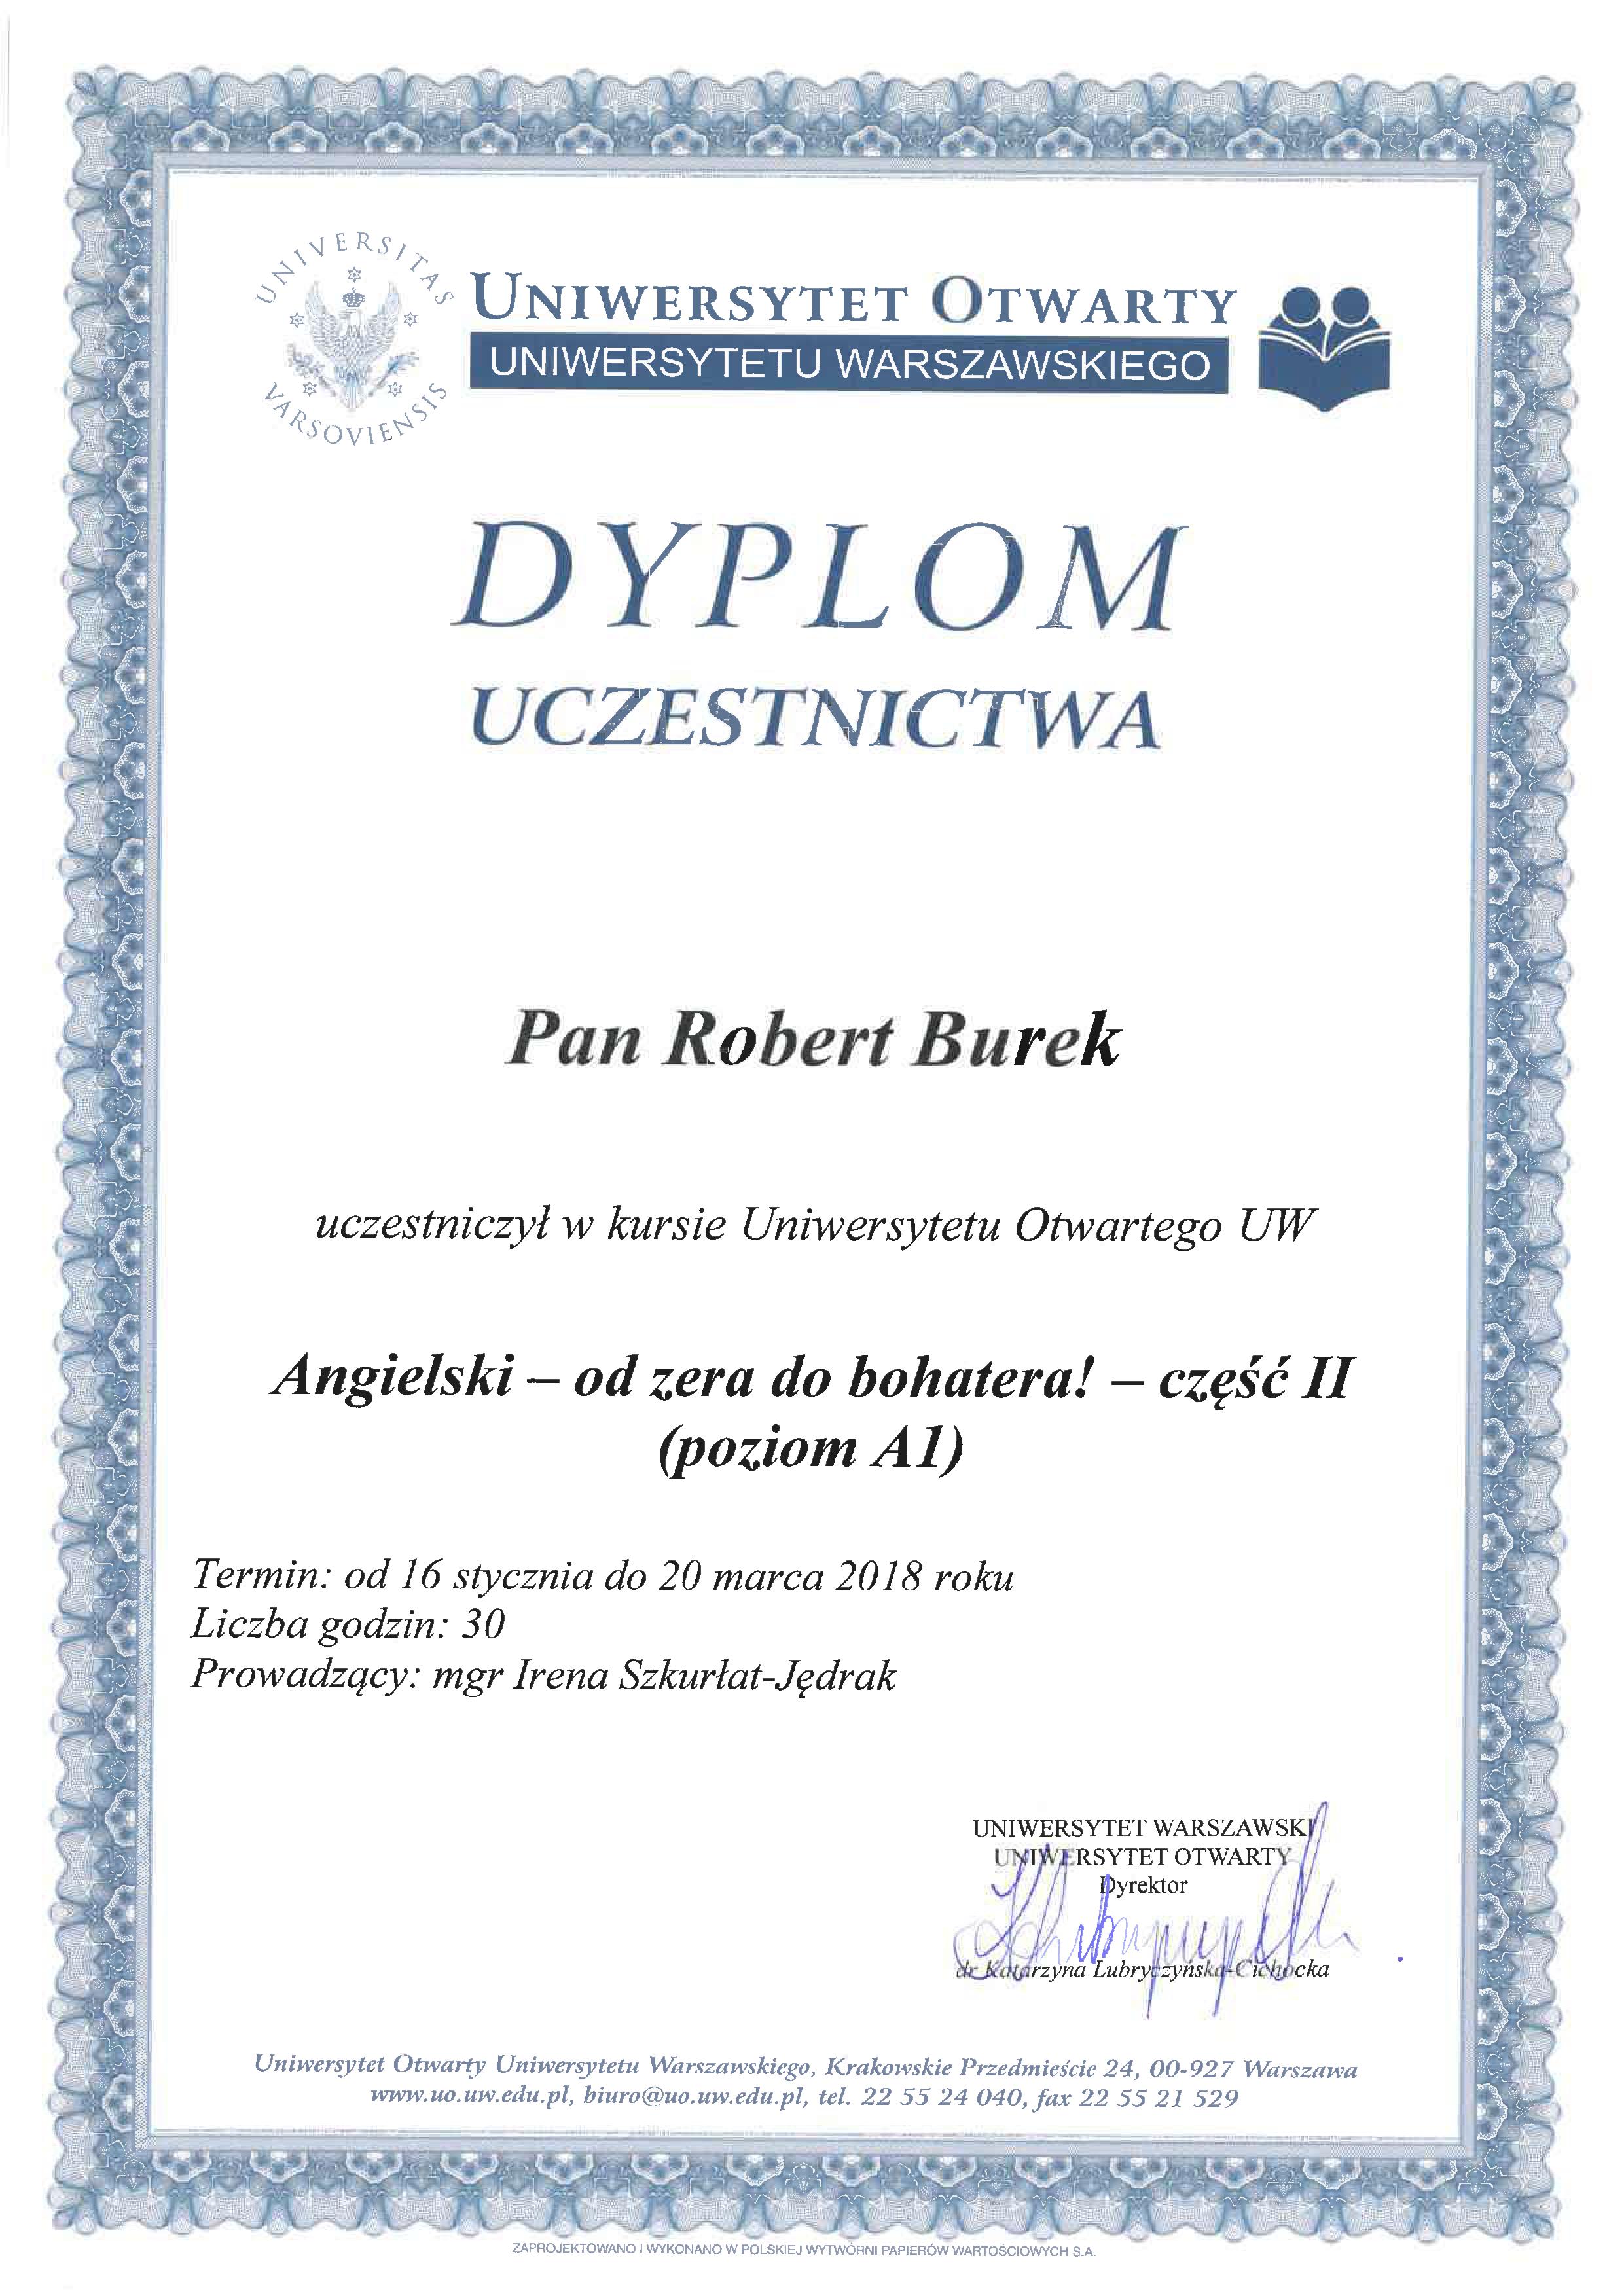 UNIVERSITAS VARSOVIENSIS
UNIWERSYTET OTWARTY
UNIWERSYTETU WARSZAWSKIEGO
DYPLOM
UCZESTNICTWA
Pan Robert Burek
uczestniczył w kursie Uniwersytetu Otwartego UW
Angielski – od zera do bohatera! – część II
(poziom A1)
Termin: od 16 stycznia do 20 marca 2018 roku
Liczba godzin: 30
Prowadzący: mgr Irena Szkurłat-Jędrak
UNIWERSYTET WARSZAWSKI
UNIWERSYTET OTWARTY
Dyrektor
dr Katarzyna Lubryczyńska-Cichocka
Uniwersytet Otwarty Uniwersytetu Warszawskiego, Krakowskie Przedmieście 24, 00-927 Warszawa
www.uo.uw.edu.pl, biuro@uo.uw.edu.pl, tel. 22 55 24 040, fax 22 55 21 529
ZAPROJEKTOWANO I WYKONANO W POLSKIEJ WYTWÓRNI PAPIERÓW WARTOŚCIOWYCH S.A.